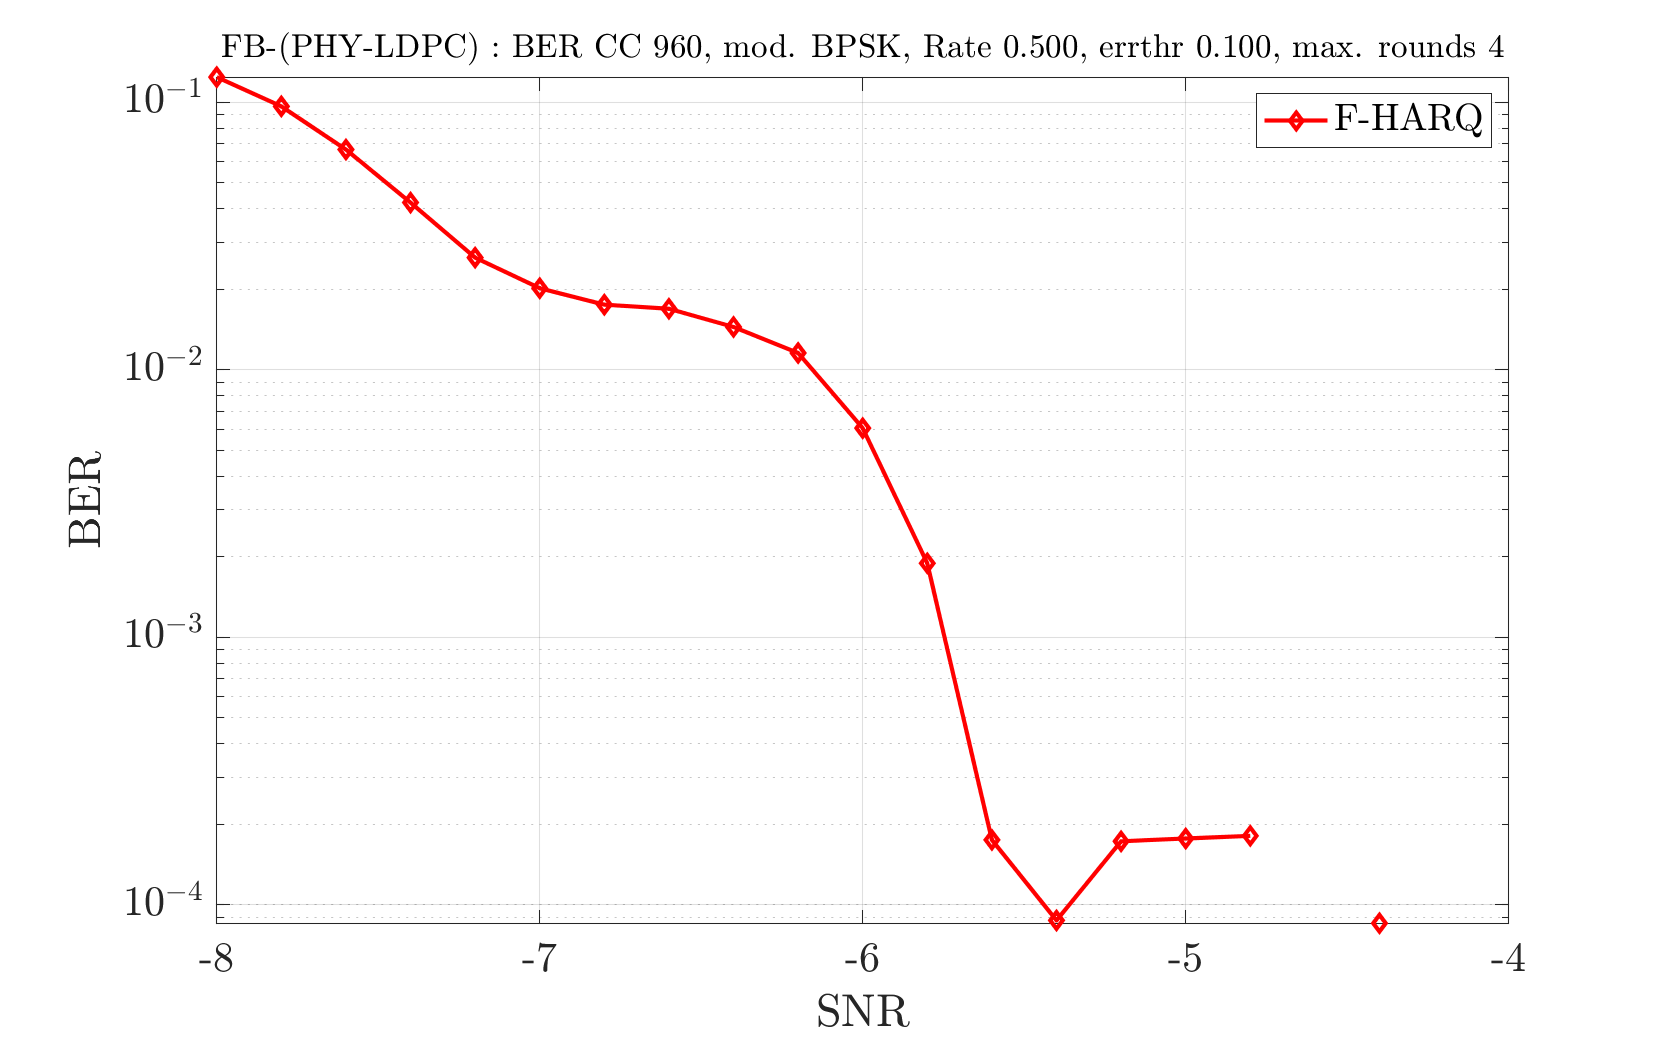 FB-(PHY-LDPC) : BER CC 960, mod. BPSK, Rate 0.500, errthr 0.100, max. rounds 4
F-HARQ
10⁻¹
10⁻²
10⁻³
10⁻⁴
BER
-8 -7 -6 -5 -4
SNR